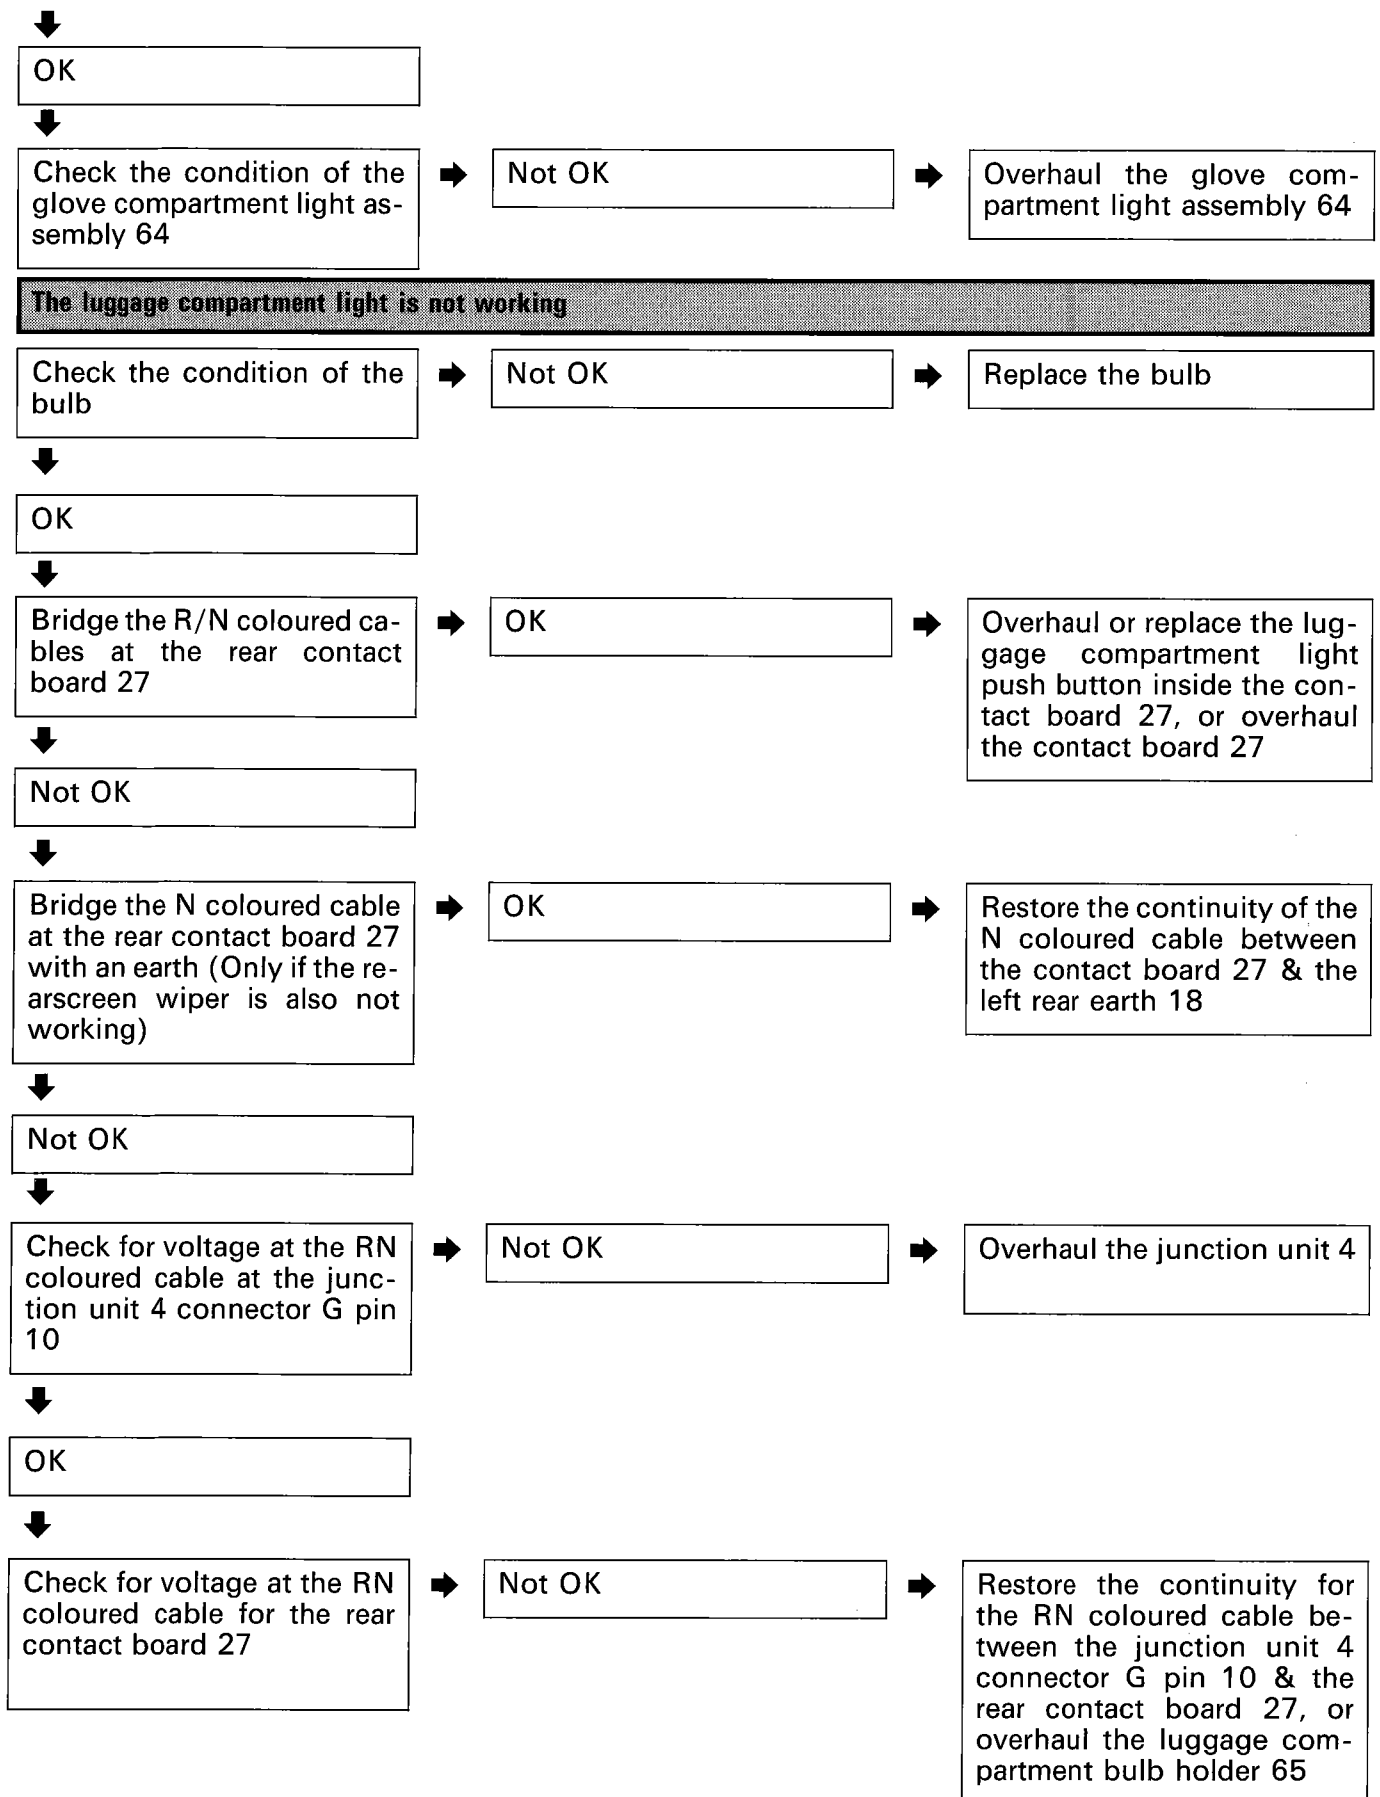 OK
Check the condition of the
glove compartment light as-
sembly 64
Not OK
Overhaul the glove com-
partment light assembly 64
The luggage compartment light is not working
Check the condition of the
bulb
Not OK
Replace the bulb
OK
Bridge the R/N coloured ca-
bles at the rear contact
board 27
OK
Overhaul or replace the lug-
gage compartment light
push button inside the con-
tact board 27, or overhaul
the contact board 27
Not OK
Bridge the N coloured cable
at the rear contact board 27
with an earth (Only if the re-
arscreen wiper is also not
working)
OK
Restore the continuity of the
N coloured cable between
the contact board 27 & the
left rear earth 18
Not OK
Check for voltage at the RN
coloured cable at the junc-
tion unit 4 connector G pin
10
Not OK
Overhaul the junction unit 4
OK
Check for voltage at the RN
coloured cable for the rear
contact board 27
Not OK
Restore the continuity for
the RN coloured cable be-
tween the junction unit 4
connector G pin 10 & the
rear contact board 27, or
overhaul the luggage com-
partment bulb holder 65